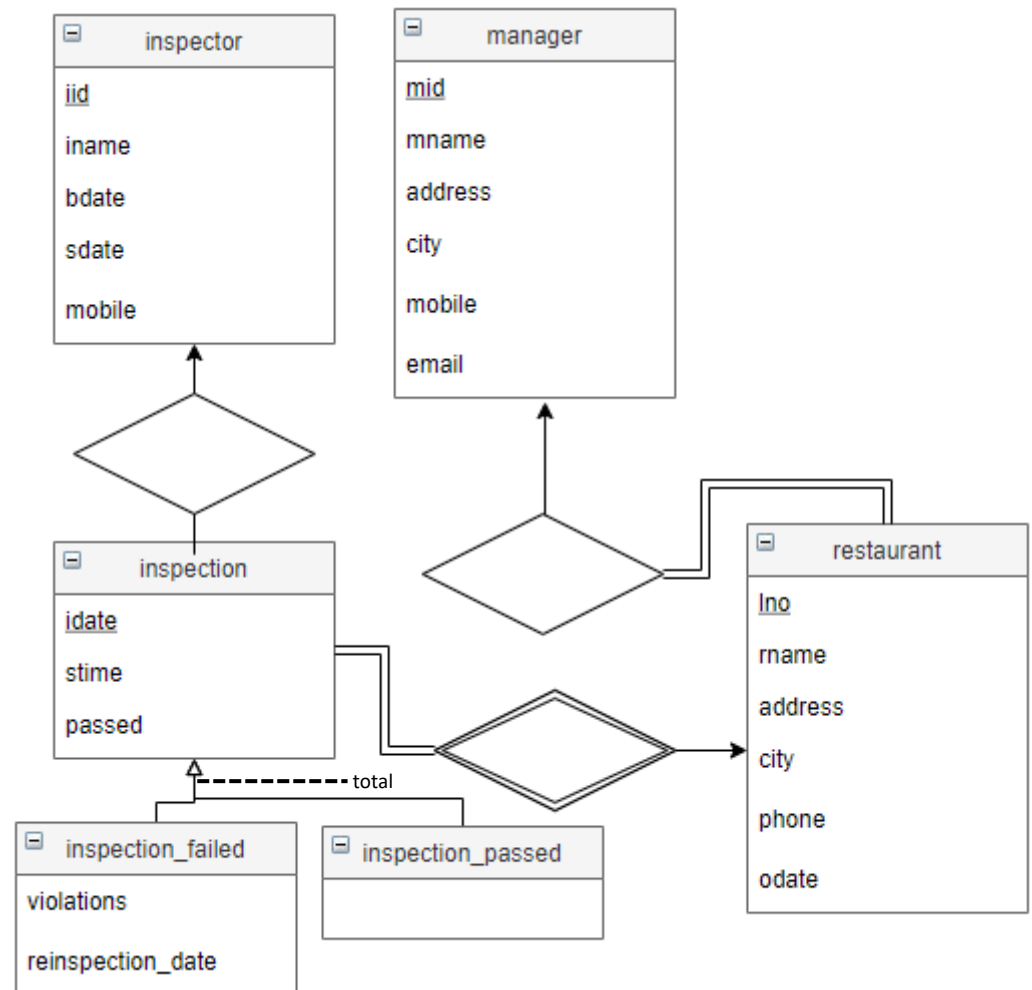 inspector
iid
iname
bdate
sdate
mobile
manager
mid
mname
address
city
mobile
email
inspection
idate
stime
passed
restaurant
lno
rname
address
city
phone
odate
total
inspection_failed
violations
reinspection_date
inspection_passed